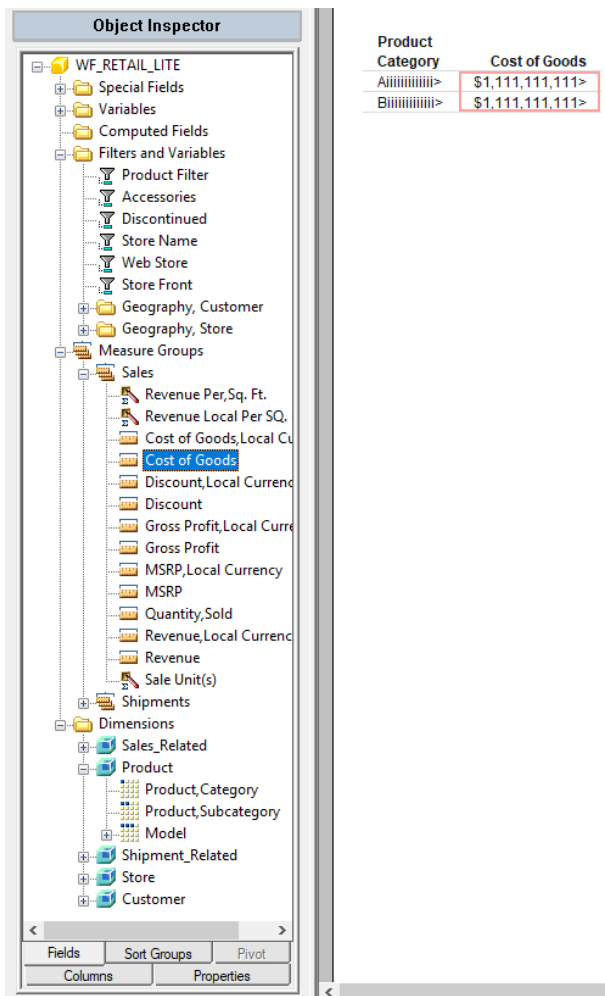 Object Inspector
WF_RETAIL_LITE
Special Fields
Variables
Computed Fields
Filters and Variables
Product Filter
Accessories
Discontinued
Store Name
Web Store
Store Front
Geography, Customer
Geography, Store
Measure Groups
Sales
Revenue Per,Sq. Ft.
Revenue Local Per SQ.
Cost of Goods,Local Cu
Cost of Goods
Discount,Local Currenc
Discount
Gross Profit,Local Curre
Gross Profit
MSRP,Local Currency
MSRP
Quantity,Sold
Revenue,Local Currenc
Revenue
Sale Unit(s)
Shipments
Dimensions
Sales_Related
Product
Product,Category
Product,Subcategory
Model
Shipment_Related
Store
Customer
Fields Sort Groups Pivot
Columns Properties
Product
Category Cost of Goods
Aiiiiiiiiiiiii> $1,111,111,111>
Biiiiiiiiiiiii> $1,111,111,111>